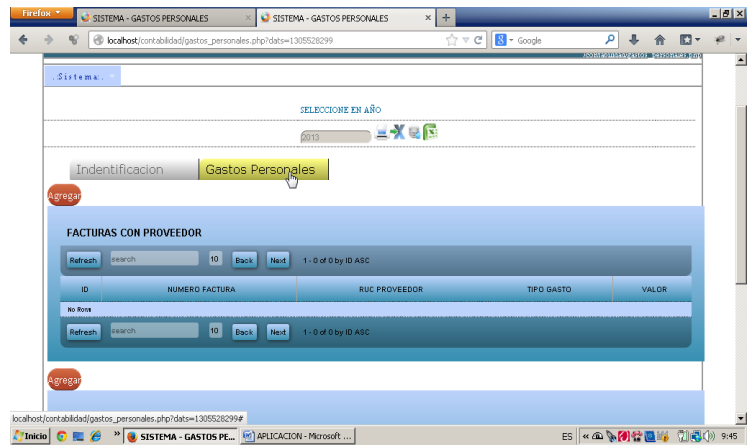 Firefox
SISTEMA - GASTOS PERSONALES
SISTEMA - GASTOS PERSONALES
localhost/contabilidad/gastos_personales.php?dats=1305528299
Google
/contabilidad/gastos_personales.php
.:Sistema:.
SELECCIONE EN AÑO
2013
Indentificacion
Gastos Personales
Agregar
FACTURAS CON PROVEEDOR
Refresh search 10 Back Next 1 - 0 of 0 by ID ASC
ID NUMERO FACTURA RUC PROVEEDOR TIPO GASTO VALOR
No Rows
Refresh search 10 Back Next 1 - 0 of 0 by ID ASC
Agregar
localhost/contabilidad/gastos_personales.php?dats=1305528299#
Inicio SISTEMA - GASTOS PE... APLICACION - Microsoft ... ES 9:45